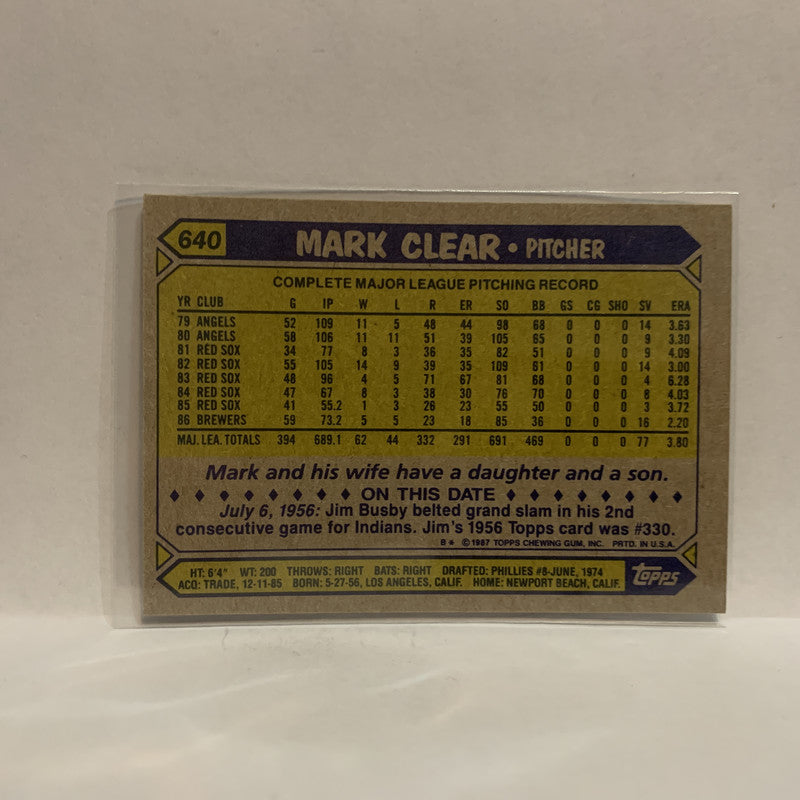 640 MARK CLEAR • PITCHER
COMPLETE MAJOR LEAGUE PITCHING RECORD
YR CLUB G IP W L R ER SO BB GS CG SHO SV ERA
79 ANGELS 52 109 11 5 48 44 98 68 0 0 0 14 3.63
80 ANGELS 58 106 11 11 51 39 105 65 0 0 0 9 3.30
81 RED SOX 34 77 8 3 36 35 82 51 0 0 0 9 4.09
82 RED SOX 55 105 14 9 39 35 109 61 0 0 0 14 3.00
83 RED SOX 48 96 4 5 71 67 81 68 0 0 0 4 6.28
84 RED SOX 47 67 8 3 38 30 76 70 0 0 0 8 4.03
85 RED SOX 41 55.2 1 3 26 23 55 50 0 0 0 3 3.72
86 BREWERS 59 73.2 5 5 23 18 85 36 0 0 0 16 2.20
MAJ. LEA. TOTALS 394 689.1 62 44 332 291 691 469 0 0 0 77 3.80
Mark and his wife have a daughter and a son.
♦ ♦ ♦ ♦ ♦ ♦ ♦ ♦ ON THIS DATE ♦ ♦ ♦ ♦ ♦ ♦ ♦ ♦
July 6, 1956: Jim Busby belted grand slam in his 2nd
consecutive game for Indians. Jim's 1956 Topps card was #330.
B* ©1987 TOPPS CHEWING GUM, INC. PRTD. IN U.S.A.
HT: 6'4" WT: 200 THROWS: RIGHT BATS: RIGHT DRAFTED: PHILLIES #8-JUNE, 1974
ACQ: TRADE, 12-11-85 BORN: 5-27-56, LOS ANGELES, CALIF. HOME: NEWPORT BEACH, CALIF.
TOPPS